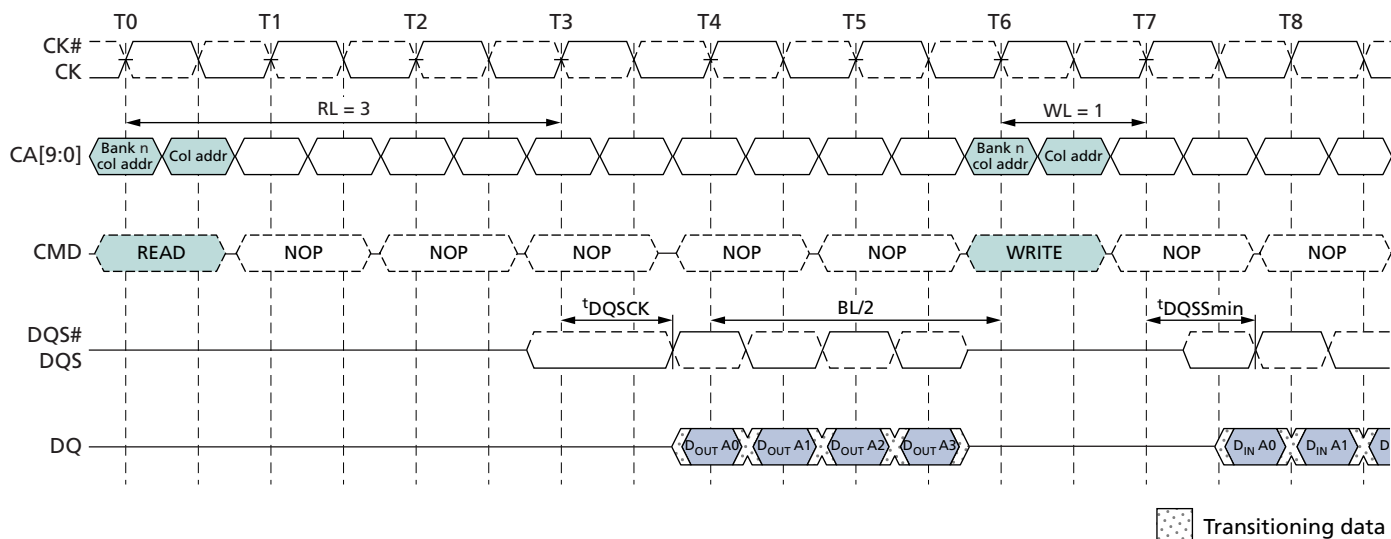 T0 T1 T2 T3 T4 T5 T6 T7 T8
CK#
CK
RL = 3 WL = 1
CA[9:0] Bank n col addr Col addr Bank n col addr Col addr
CMD READ NOP NOP NOP NOP NOP WRITE NOP NOP
tDQSCK BL/2 tDQSSmin
DQS#
DQS
DQ DOUT A0 DOUT A1 DOUT A2 DOUT A3 DIN A0 DIN A1 D
Transitioning data